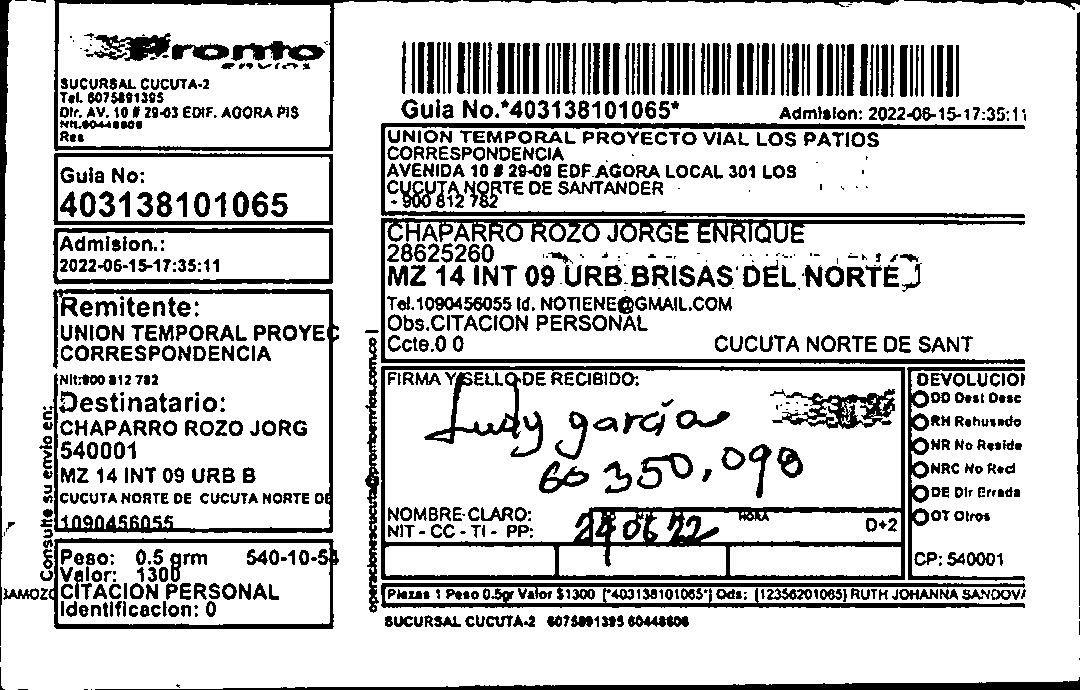 Pronto
envios
SUCURSAL CUCUTA-2
Tel. 6075891395
Dir. AV. 10 # 29-03 EDIF. AGORA PIS
Nit.60448606
Res
Guia No:
403138101065
Admision.:
2022-06-15-17:35:11
Remitente:
UNION TEMPORAL PROYEC
CORRESPONDENCIA
Nit:900 812 782
Destinatario:
CHAPARRO ROZO JORG
540001
MZ 14 INT 09 URB B
CUCUTA NORTE DE CUCUTA NORTE DE
1090456055
Peso: 0.5 grm 540-10-54
Valor: 1300
CITACION PERSONAL
Identificacion: 0
Consulte su envio en:
Guia No.*403138101065*
Admision: 2022-06-15-17:35:11
UNION TEMPORAL PROYECTO VIAL LOS PATIOS
CORRESPONDENCIA
AVENIDA 10 # 29-09 EDF.AGORA LOCAL 301 LOS
CUCUTA NORTE DE SANTANDER
- 900 812 782
CHAPARRO ROZO JORGE ENRIQUE
28625260
MZ 14 INT 09 URB BRISAS DEL NORTE
Tel.1090456055 Id. NOTIENE@GMAIL.COM
Obs.CITACION PERSONAL
Ccte.0 0 CUCUTA NORTE DE SANT
operacionescucuta@prontoenvios.com.co
FIRMA Y SELLO DE RECIBIDO:
Ludy garcia
60 350,098
NOMBRE CLARO:
NIT - CC - TI - PP:
24 06 22
HORA
D+2
DEVOLUCION
DD Dest Desc
RH Rehusado
NR No Reside
NRC No Recl
DE Dir Errada
OT Otros
CP: 540001
Piezas 1 Peso 0.5gr Valor $1300 [*403138101065*] Ods: [12356201065] RUTH JOHANNA SANDOVA
SUCURSAL CUCUTA-2 6075891395 60448606